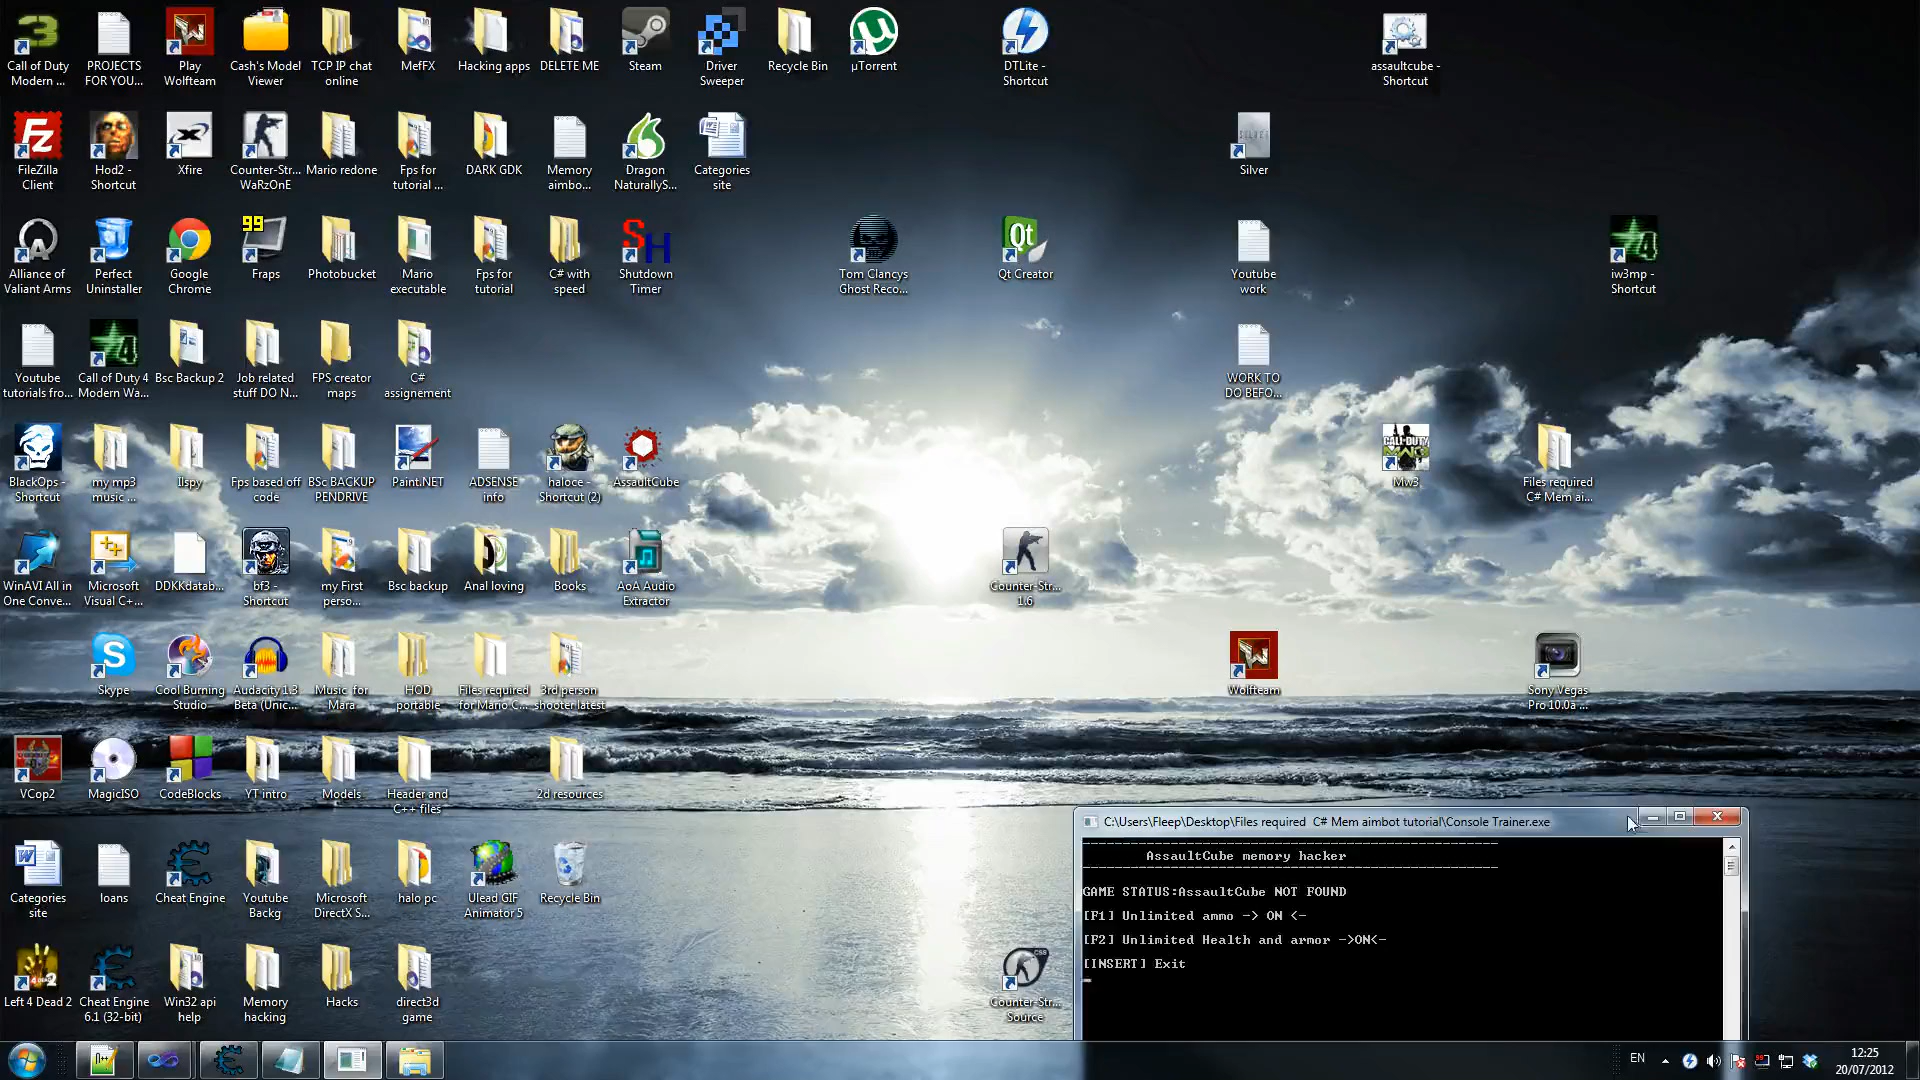 Call of Duty
Modern ...
PROJECTS
FOR YOU...
Play
Wolfteam
Cash's Model
Viewer
TCP IP chat
online
MefFX
Hacking apps
DELETE ME
Steam
Driver
Sweeper
Recycle Bin
µTorrent
DTLite -
Shortcut
assaultcube -
Shortcut
FileZilla
Client
Hod2 -
Shortcut
Xfire
Counter-Str...
WaRzOnE
Mario redone
Fps for
tutorial ...
DARK GDK
Memory
aimbo...
Dragon
NaturallyS...
Categories
site
SILVER
Silver
Alliance of
Valiant Arms
Perfect
Uninstaller
Google
Chrome
99
Fraps
Photobucket
Mario
executable
Fps for
tutorial
C# with
speed
SH
Shutdown
Timer
Tom Clancys
Ghost Reco...
Qt
Qt Creator
Youtube
work
iw3mp -
Shortcut
Youtube
tutorials fro...
Call of Duty 4
Modern Wa...
Bsc Backup 2
Job related
stuff DO N...
FPS creator
maps
C#
assignement
WORK TO
DO BEFO...
BlackOps -
Shortcut
my mp3
music ...
Ilspy
Fps based off
code
BSc BACKUP
PENDRIVE
Paint.NET
ADSENSE
info
haloce -
Shortcut (2)
AssaultCube
CALL·DUTY
MW3
Mw3
Files required
C# Mem ai...
WinAVI All in
One Conve...
Microsoft
Visual C+...
DDKKdatab...
bf3 -
Shortcut
my First
perso...
Bsc backup
Anal loving
Books
AoA Audio
Extractor
Counter-Str...
1.6
Skype
Cool Burning
Studio
Audacity 1.3
Beta (Unic...
Music for
Mara
HOD
portable
Files required
for Mario C...
3rd person
shooter latest
Wolfteam
Sony Vegas
Pro 10.0a ...
VCop2
MagicISO
CodeBlocks
YT intro
Models
Header and
C++ files
2d resources
C:\Users\Fleep\Desktop\Files required  C# Mem aimbot tutorial\Console Trainer.exe
AssaultCube memory hacker
GAME STATUS:AssaultCube NOT FOUND
[F1] Unlimited ammo -> ON <-
[F2] Unlimited Health and armor ->ON<-
[INSERT] Exit
Categories
site
loans
Cheat Engine
Youtube
Backg
Microsoft
DirectX S...
halo pc
Ulead GIF
Animator 5
Recycle Bin
Left 4 Dead 2
Cheat Engine
6.1 (32-bit)
Win32 api
help
Memory
hacking
Hacks
direct3d
game
CSS
Counter-Str...
Source
EN
99
12:25
20/07/2012